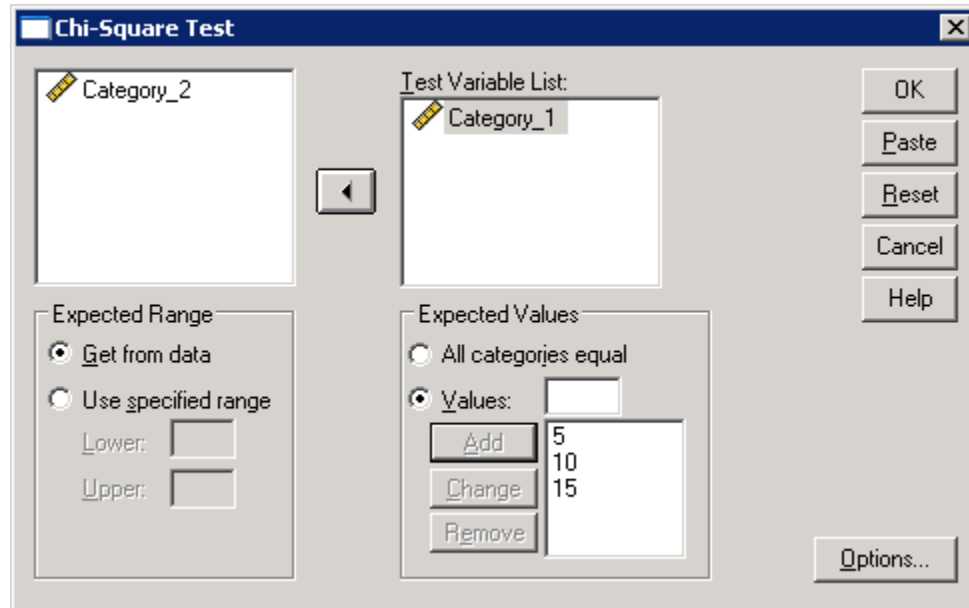 Chi-Square Test
Category_2
Test Variable List:
Category_1
OK
Paste
Reset
Cancel
Help
Expected Range
Get from data
Use specified range
Lower:
Upper:
Expected Values
All categories equal
Values:
Add
Change
Remove
5
10
15
Options...